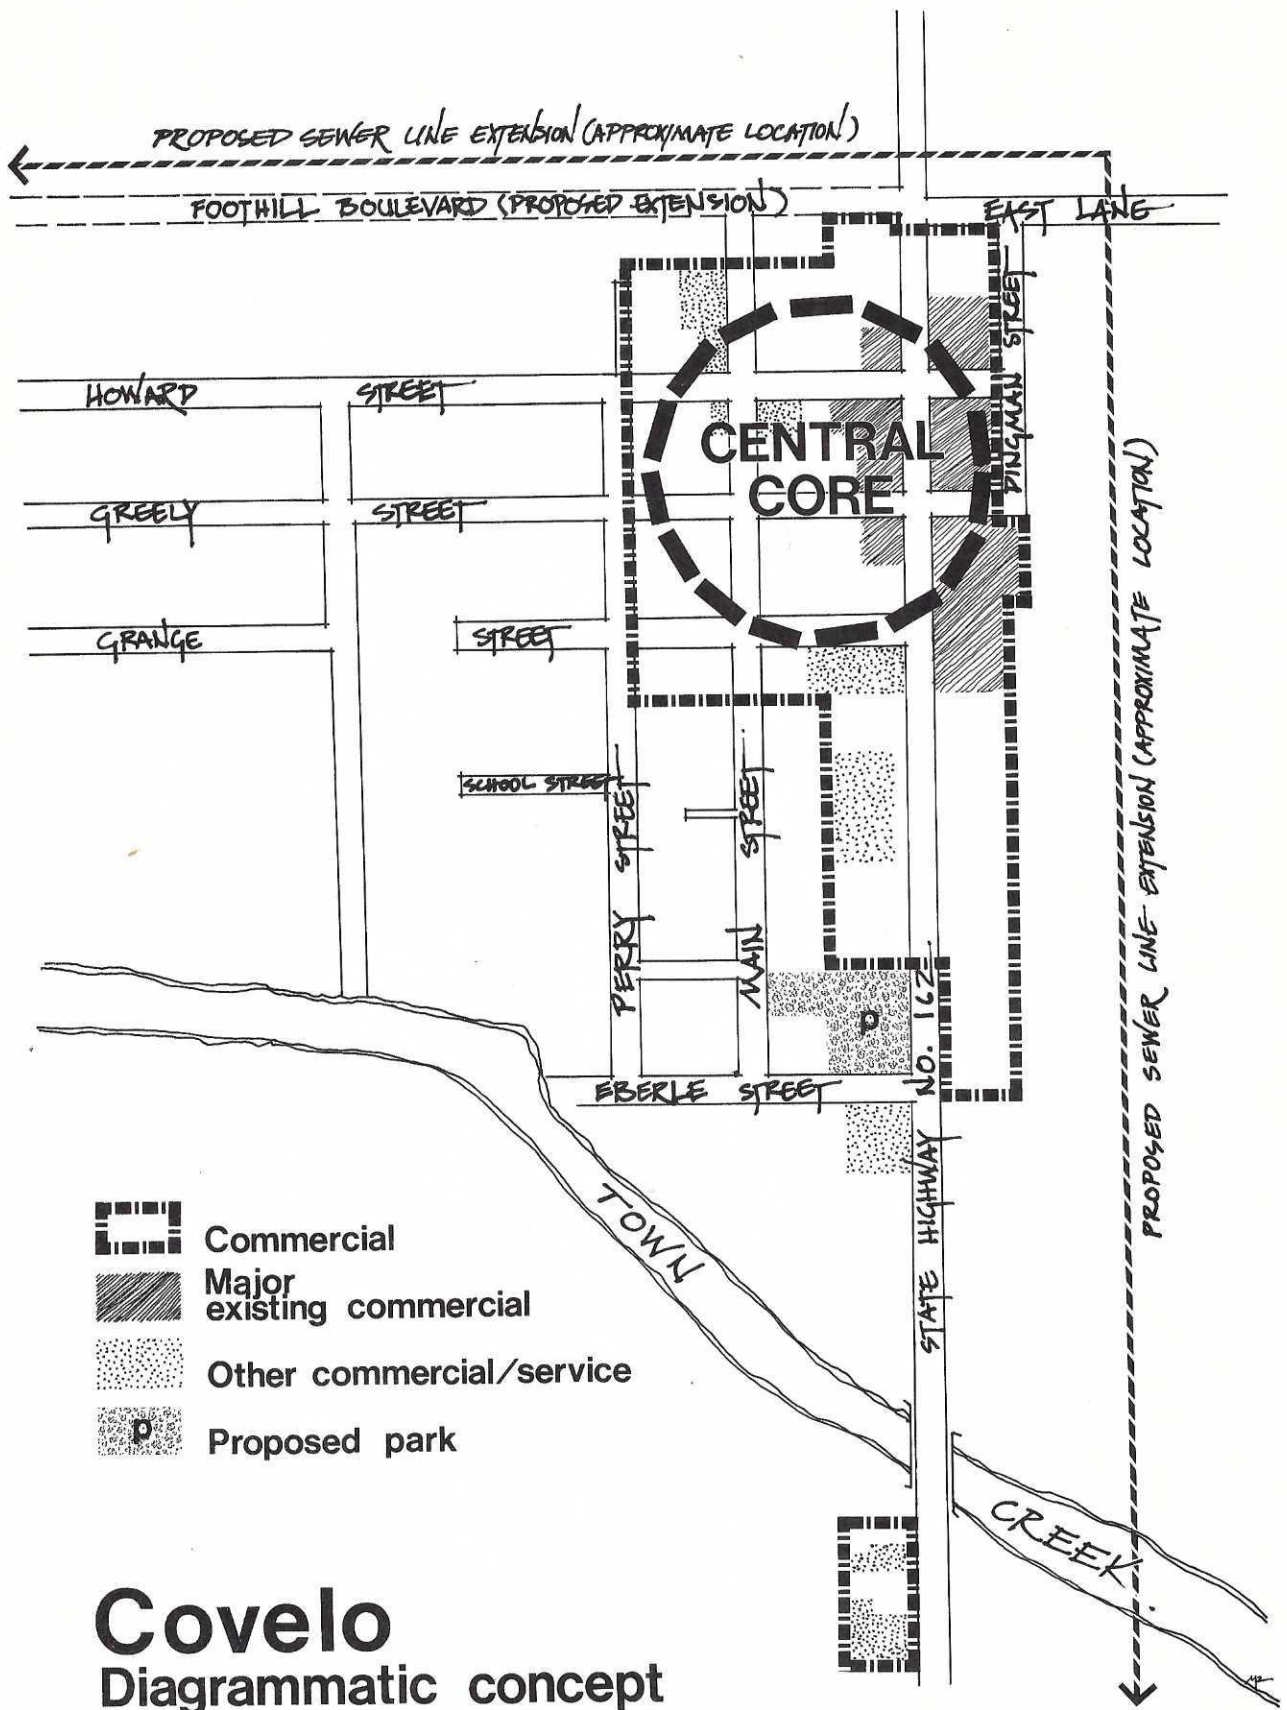 PROPOSED SEWER LINE EXTENSION (APPROXIMATE LOCATION)
FOOTHILL BOULEVARD (PROPOSED EXTENSION)
EAST LANE
DINGMAN STREET
HOWARD STREET
CENTRAL
CORE
GREELY STREET
GRANGE STREET
PROPOSED SEWER LINE EXTENSION (APPROXIMATE LOCATION)
SCHOOL STREET
PERRY STREET
MAIN STREET
P
EBERLE STREET
STATE HIGHWAY NO. 162
TOWN CREEK
Commercial
Major
existing commercial
Other commercial/service
P
Proposed park
Covelo
Diagrammatic concept